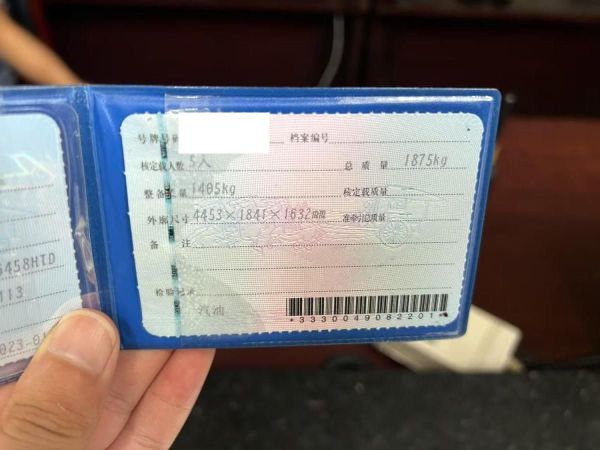 号牌号码 档案编号
核定载人数 5人 总质量 1875kg
整备质量 1405kg 核定载质量
外廓尺寸 4453×1841×1632mm 准牵引总质量
备注
检验记录
汽油
*3330049082201*
6458HTD
113
023-0